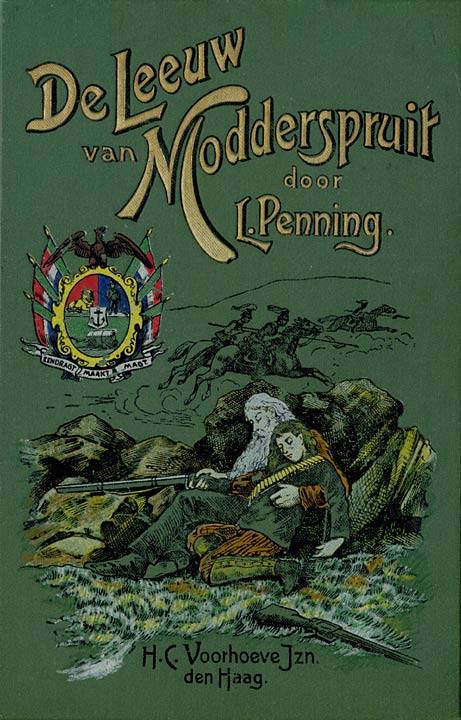 De Leeuw
van Modderspruit
door
L. Penning.
EENDRAGT MAAKT MAGT
H. C. Voorhoeve Jzn.
den Haag.